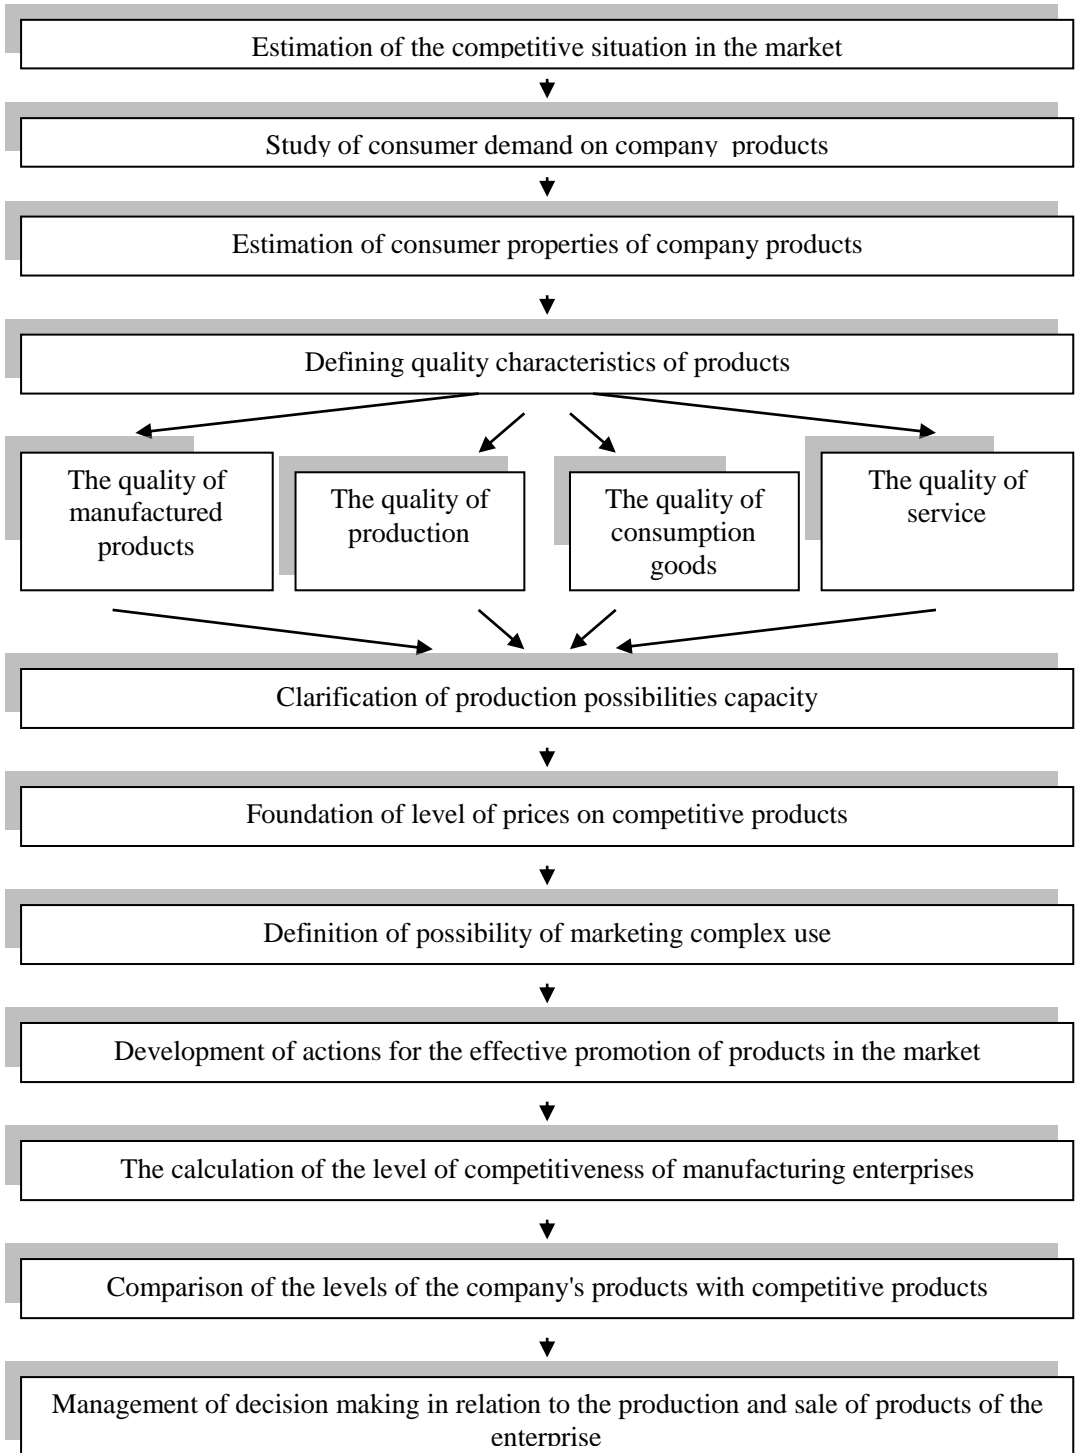 Estimation of the competitive situation in the market
Study of consumer demand on company products
Estimation of consumer properties of company products
Defining quality characteristics of products
The quality of
manufactured
products
The quality of
production
The quality of
consumption
goods
The quality of
service
Clarification of production possibilities capacity
Foundation of level of prices on competitive products
Definition of possibility of marketing complex use
Development of actions for the effective promotion of products in the market
The calculation of the level of competitiveness of manufacturing enterprises
Comparison of the levels of the company's products with competitive products
Management of decision making in relation to the production and sale of products of the
enterprise